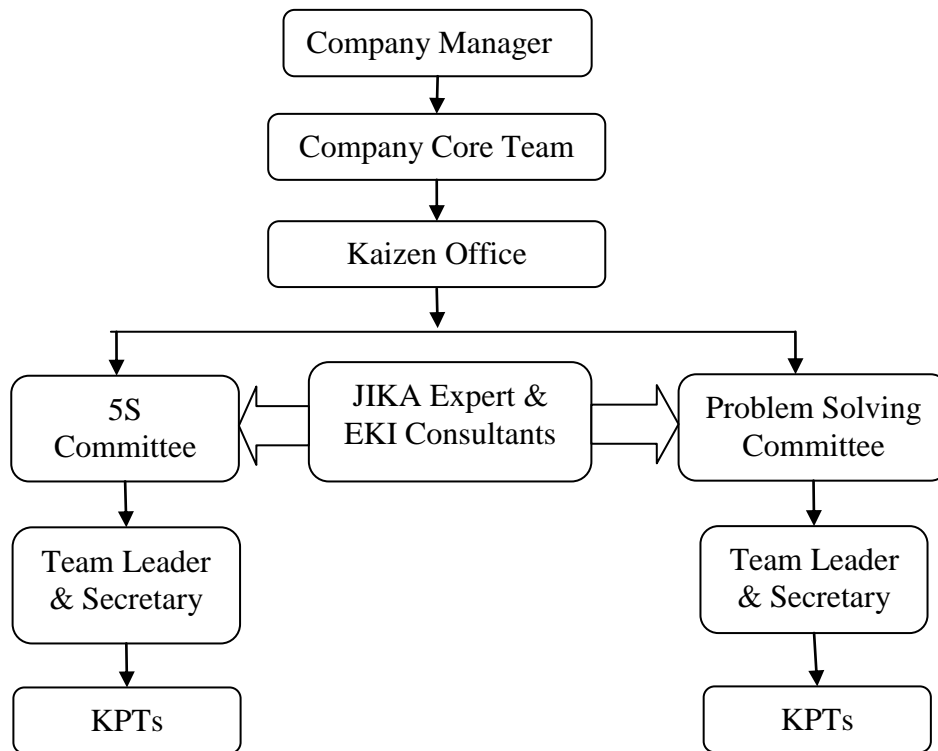 Company Manager
Company Core Team
Kaizen Office
5S
Committee
JIKA Expert &
EKI Consultants
Problem Solving
Committee
Team Leader
& Secretary
Team Leader
& Secretary
KPTs
KPTs